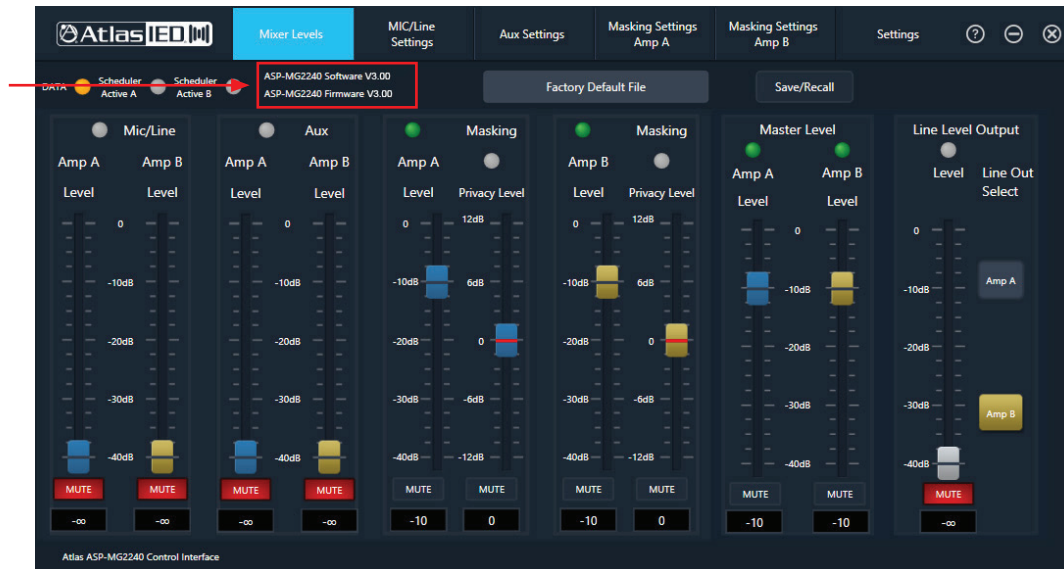 AtlasIED
Mixer Levels
MIC/Line
Settings
Aux Settings
Masking Settings
Amp A
Masking Settings
Amp B
Settings
?
DATA
Scheduler
Active A
Scheduler
Active B
ASP-MG2240 Software V3.00
ASP-MG2240 Firmware V3.00
Factory Default File
Save/Recall
Mic/Line
Amp A Amp B
Level Level
0
-10dB
-20dB
-30dB
-40dB
MUTE MUTE
-∞ -∞
Aux
Amp A Amp B
Level Level
0
-10dB
-20dB
-30dB
-40dB
MUTE MUTE
-∞ -∞
Masking
Amp A
Level Privacy Level
0 12dB
-10dB 6dB
-20dB 0
-30dB -6dB
-40dB -12dB
MUTE MUTE
-10 0
Masking
Amp B
Level Privacy Level
0 12dB
-10dB 6dB
-20dB 0
-30dB -6dB
-40dB -12dB
MUTE MUTE
-10 0
Master Level
Amp A Amp B
Level Level
0
-10dB
-20dB
-30dB
-40dB
MUTE MUTE
-10 -10
Line Level Output
Level Line Out
Select
0
-10dB Amp A
-20dB
-30dB Amp B
-40dB
MUTE
-∞
Atlas ASP-MG2240 Control Interface